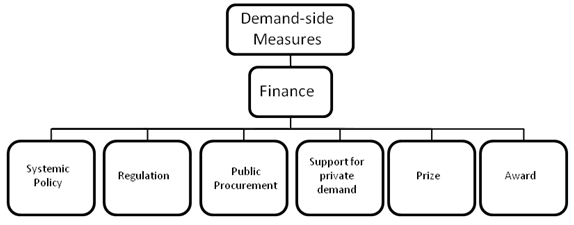 Demand-side
Measures
Finance
Systemic
Policy
Regulation
Public
Procurement
Support for
private
demand
Prize
Award